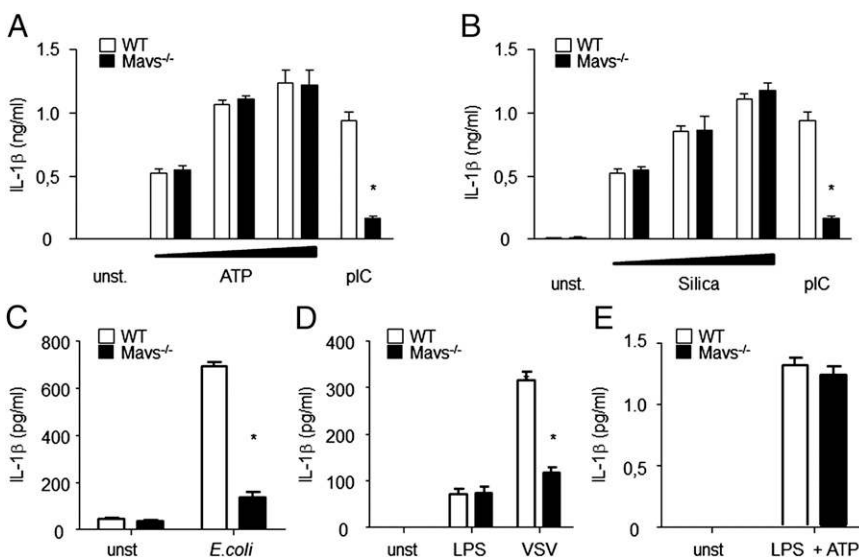 A
WT
Mavs-/-
IL-1β (ng/ml)
1.5
1.0
0,5
0
*
unst.
ATP
pIC
B
WT
Mavs-/-
IL-1β (ng/ml)
1.5
1.0
0,5
0
*
unst.
Silica
pIC
C
WT
Mavs-/-
IL-1β (pg/ml)
800
600
400
200
0
*
unst
E.coli
D
WT
Mavs-/-
IL-1β (pg/ml)
400
300
200
100
0
*
unst
LPS
VSV
E
WT
Mavs-/-
IL-1β (pg/ml)
1.5
1.0
0,5
0
unst
LPS + ATP